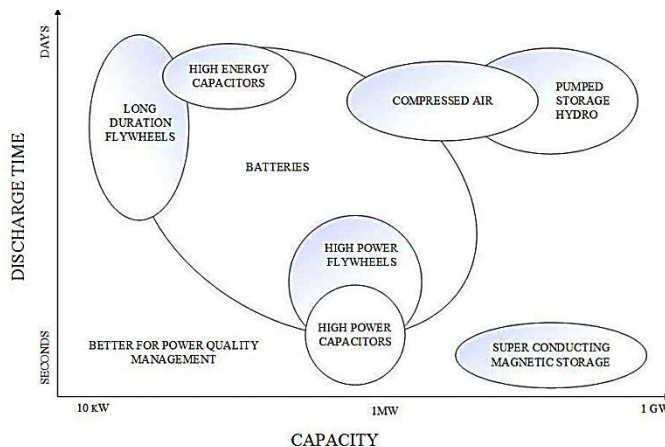 DAYS
HIGH ENERGY
CAPACITORS
LONG
DURATION
FLYWHEELS
COMPRESSED AIR
PUMPED
STORAGE
HYDRO
BATTERIES
DISCHARGE TIME
HIGH POWER
FLYWHEELS
HIGH POWER
CAPACITORS
BETTER FOR POWER QUALITY
MANAGEMENT
SUPER CONDUCTING
MAGNETIC STORAGE
SECONDS
10 KW
1MW
1 GW
CAPACITY